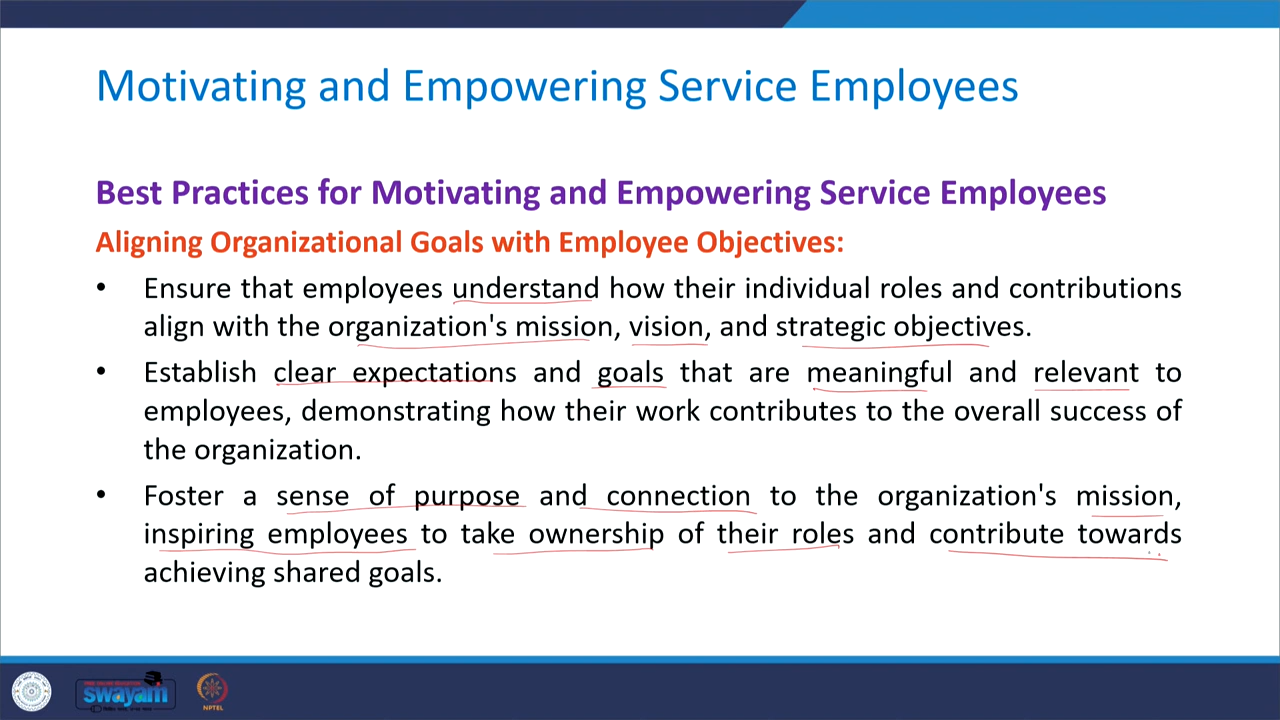 Motivating and Empowering Service Employees
Best Practices for Motivating and Empowering Service Employees
Aligning Organizational Goals with Employee Objectives:
• Ensure that employees understand how their individual roles and contributions
align with the organization's mission, vision, and strategic objectives.
• Establish clear expectations and goals that are meaningful and relevant to
employees, demonstrating how their work contributes to the overall success of
the organization.
• Foster a sense of purpose and connection to the organization's mission,
inspiring employees to take ownership of their roles and contribute towards
achieving shared goals.
swayam
NPTEL